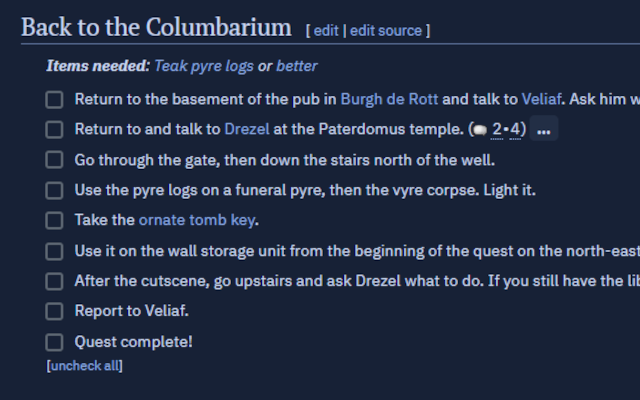 Back to the Columbarium [ edit | edit source ]
Items needed: Teak pyre logs or better
Return to the basement of the pub in Burgh de Rott and talk to Veliaf. Ask him
Return to and talk to Drezel at the Paterdomus temple. (2•4) ...
Go through the gate, then down the stairs north of the well.
Use the pyre logs on a funeral pyre, then the vyre corpse. Light it.
Take the ornate tomb key.
Use it on the wall storage unit from the beginning of the quest on the north-east
After the cutscene, go upstairs and ask Drezel what to do. If you still have the
Report to Veliaf.
Quest complete!
[uncheck all]